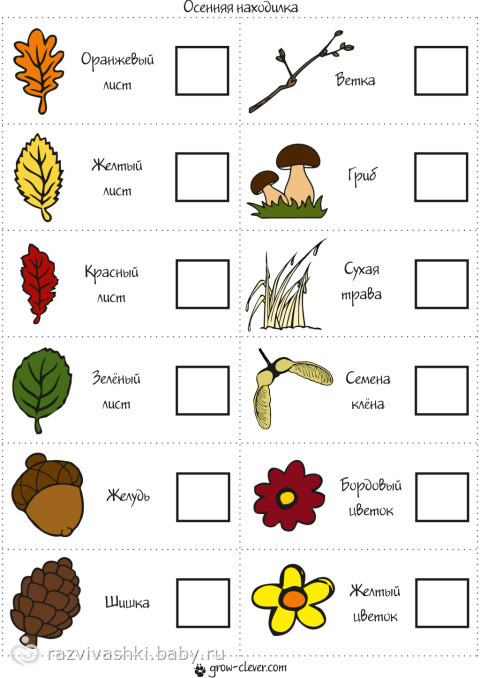 Осенняя находилка
Оранжевый
лист
Ветка
Желтый
лист
Гриб
Красный
лист
Сухая
трава
Зелёный
лист
Семена
клёна
Желудь
Бордовый
цветок
Шишка
Желтый
цветок
razvivashki.baby.ru
grow-clever.com